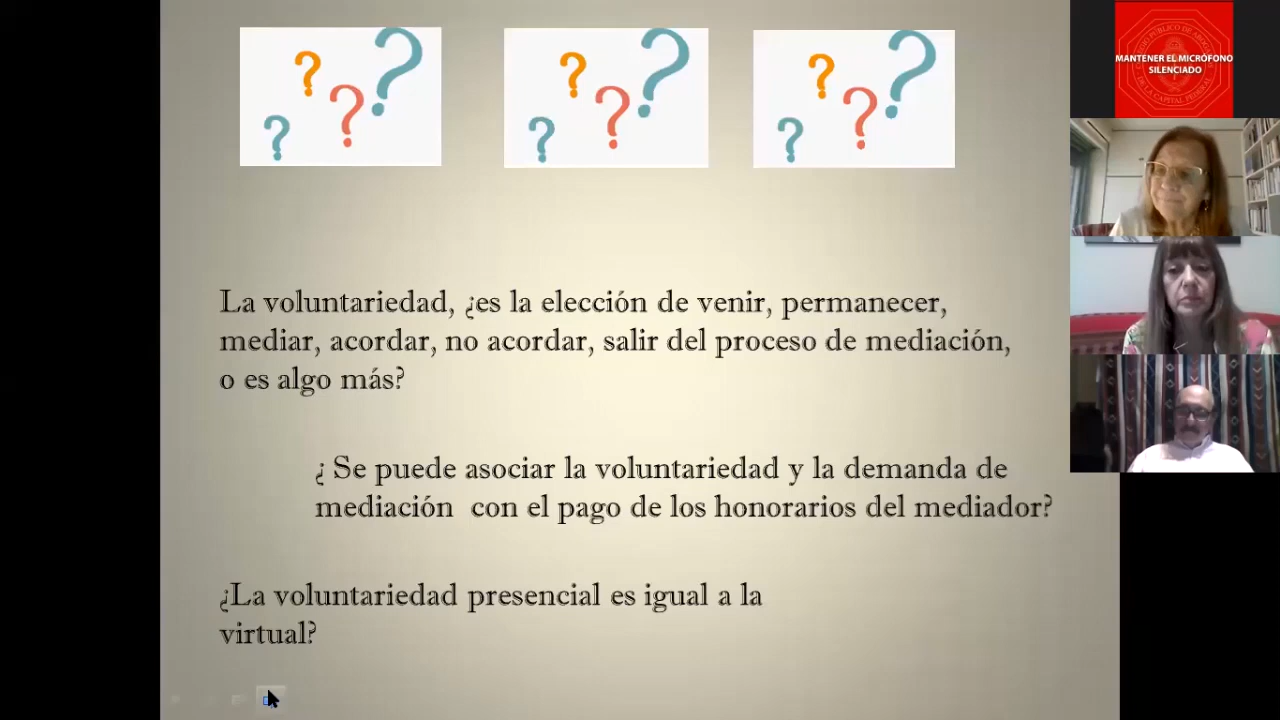 La voluntariedad, ¿es la elección de venir, permanecer,
mediar, acordar, no acordar, salir del proceso de mediación,
o es algo más?
¿ Se puede asociar la voluntariedad y la demanda de
mediación con el pago de los honorarios del mediador?
¿La voluntariedad presencial es igual a la
virtual?
MANTENER EL MICRÓFONO
SILENCIADO